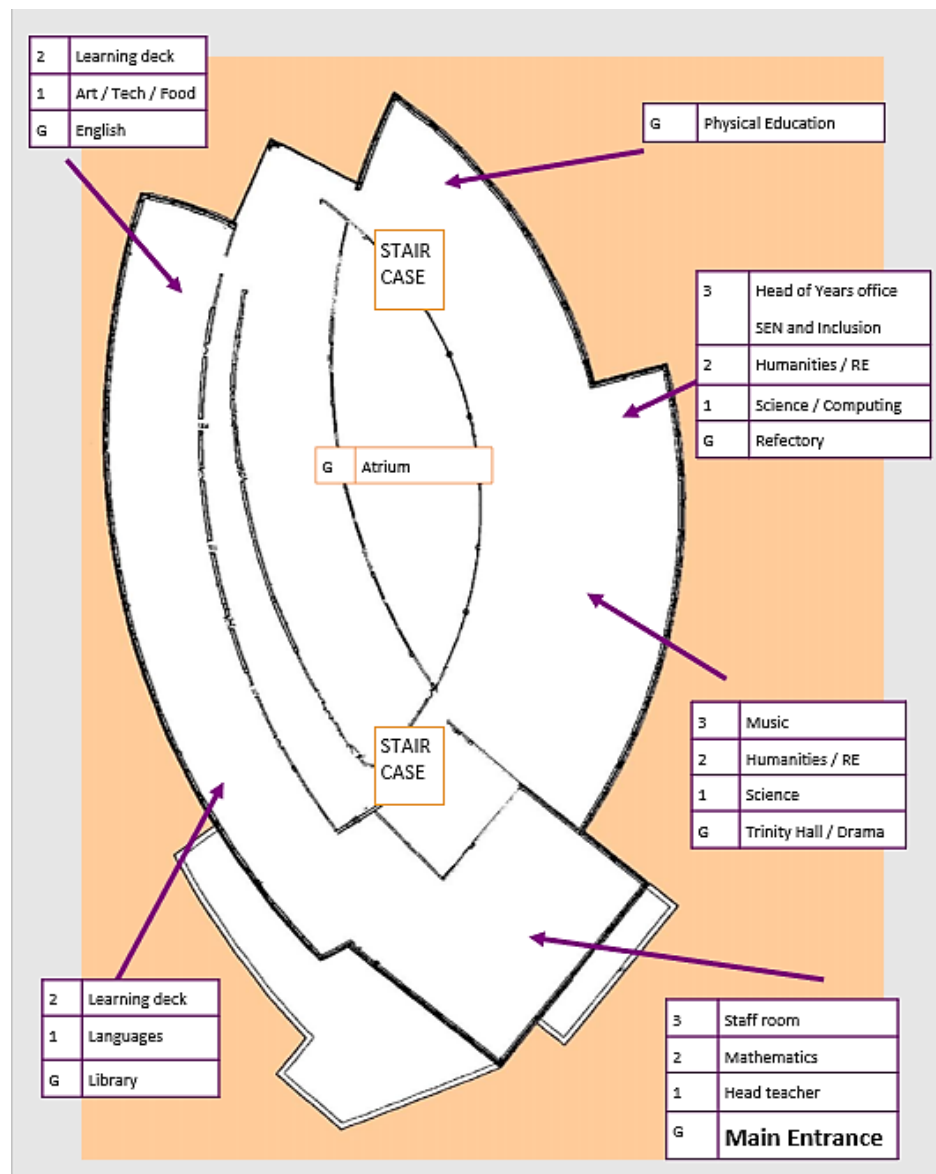 2 Learning deck
1 Art / Tech / Food
G English
G Physical Education
STAIR
CASE
3 Head of Years office
SEN and Inclusion
2 Humanities / RE
1 Science / Computing
G Refectory
G Atrium
3 Music
2 Humanities / RE
1 Science
G Trinity Hall / Drama
STAIR
CASE
2 Learning deck
1 Languages
G Library
3 Staff room
2 Mathematics
1 Head teacher
G Main Entrance